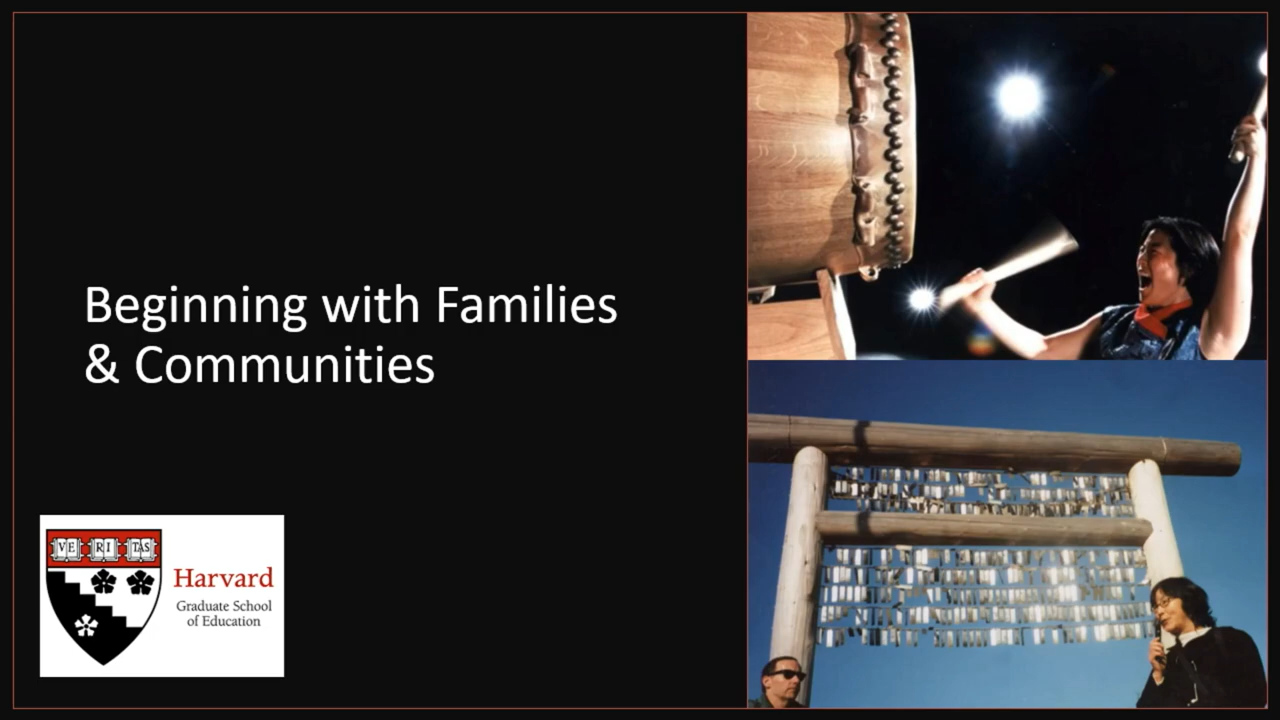 Beginning with Families
& Communities
VE RI TAS
Harvard
Graduate School
of Education